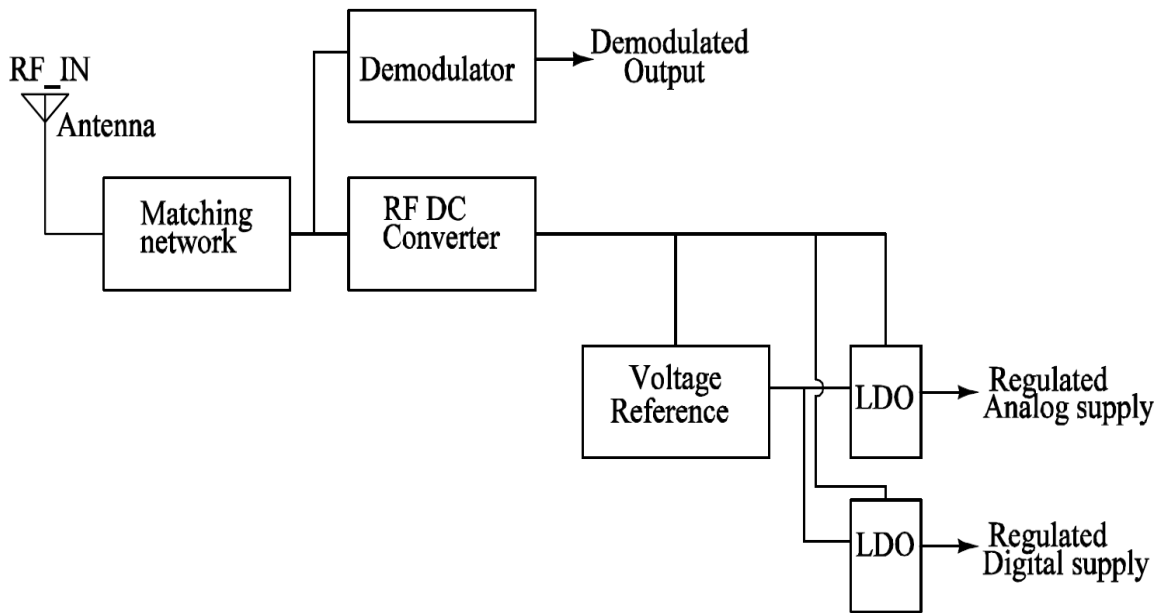 RF_IN
Antenna
Matching
network
Demodulator
Demodulated
Output
RF DC
Converter
Voltage
Reference
LDO
Regulated
Analog supply
LDO
Regulated
Digital supply